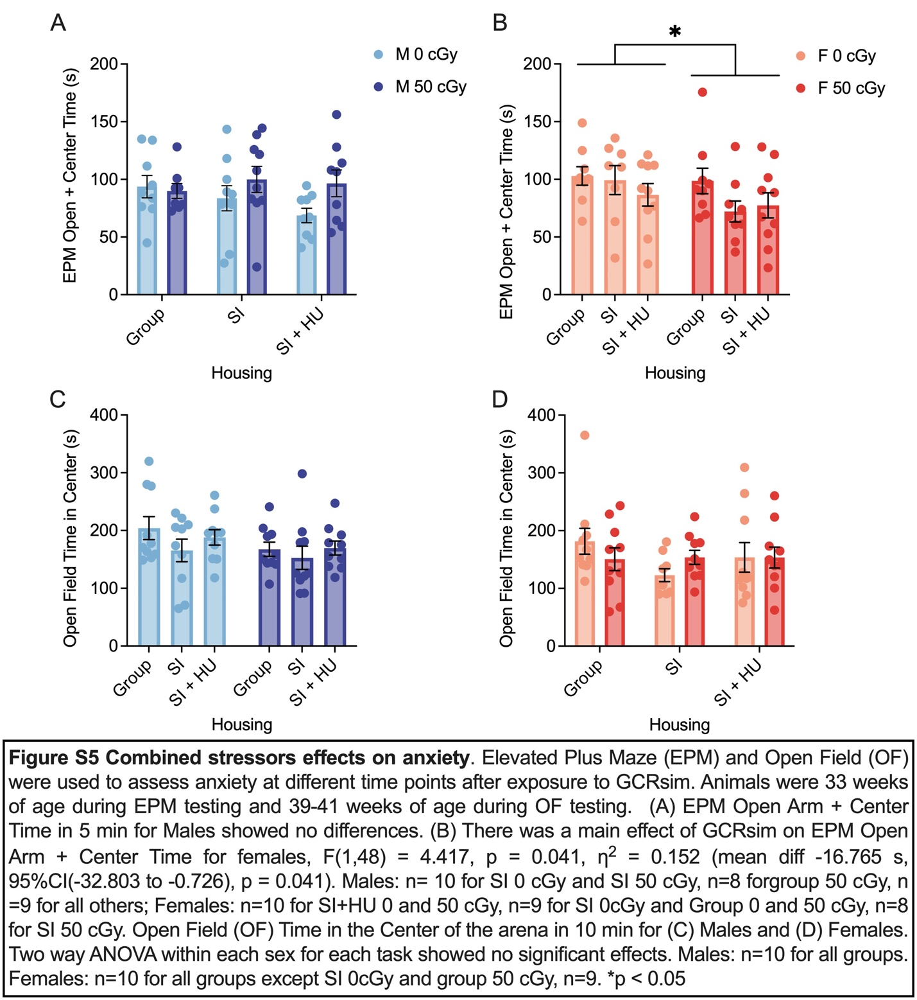 A
200
150
100
50
0
EPM Open + Center Time (s)
M 0 cGy
M 50 cGy
Group
SI
SI + HU
Housing
B
*
200
150
100
50
0
EPM Open + Center Time (s)
F 0 cGy
F 50 cGy
Group
SI
SI + HU
Group
SI
SI + HU
Housing
C
400
300
200
100
0
Open Field Time in Center (s)
Group
SI
SI + HU
Group
SI
SI + HU
Housing
D
400
300
200
100
0
Open Field Time in Center (s)
Group
SI
SI + HU
Housing
Figure S5 Combined stressors effects on anxiety. Elevated Plus Maze (EPM) and Open Field (OF)
were used to assess anxiety at different time points after exposure to GCRsim. Animals were 33 weeks
of age during EPM testing and 39-41 weeks of age during OF testing. (A) EPM Open Arm + Center
Time in 5 min for Males showed no differences. (B) There was a main effect of GCRsim on EPM Open
Arm + Center Time for females, F(1,48) = 4.417, p = 0.041, η² = 0.152 (mean diff -16.765 s,
95%CI(-32.803 to -0.726), p = 0.041). Males: n= 10 for SI 0 cGy and SI 50 cGy, n=8 forgroup 50 cGy, n
=9 for all others; Females: n=10 for SI+HU 0 and 50 cGy, n=9 for SI 0cGy and Group 0 and 50 cGy, n=8
for SI 50 cGy. Open Field (OF) Time in the Center of the arena in 10 min for (C) Males and (D) Females.
Two way ANOVA within each sex for each task showed no significant effects. Males: n=10 for all groups.
Females: n=10 for all groups except SI 0cGy and group 50 cGy, n=9. *p < 0.05